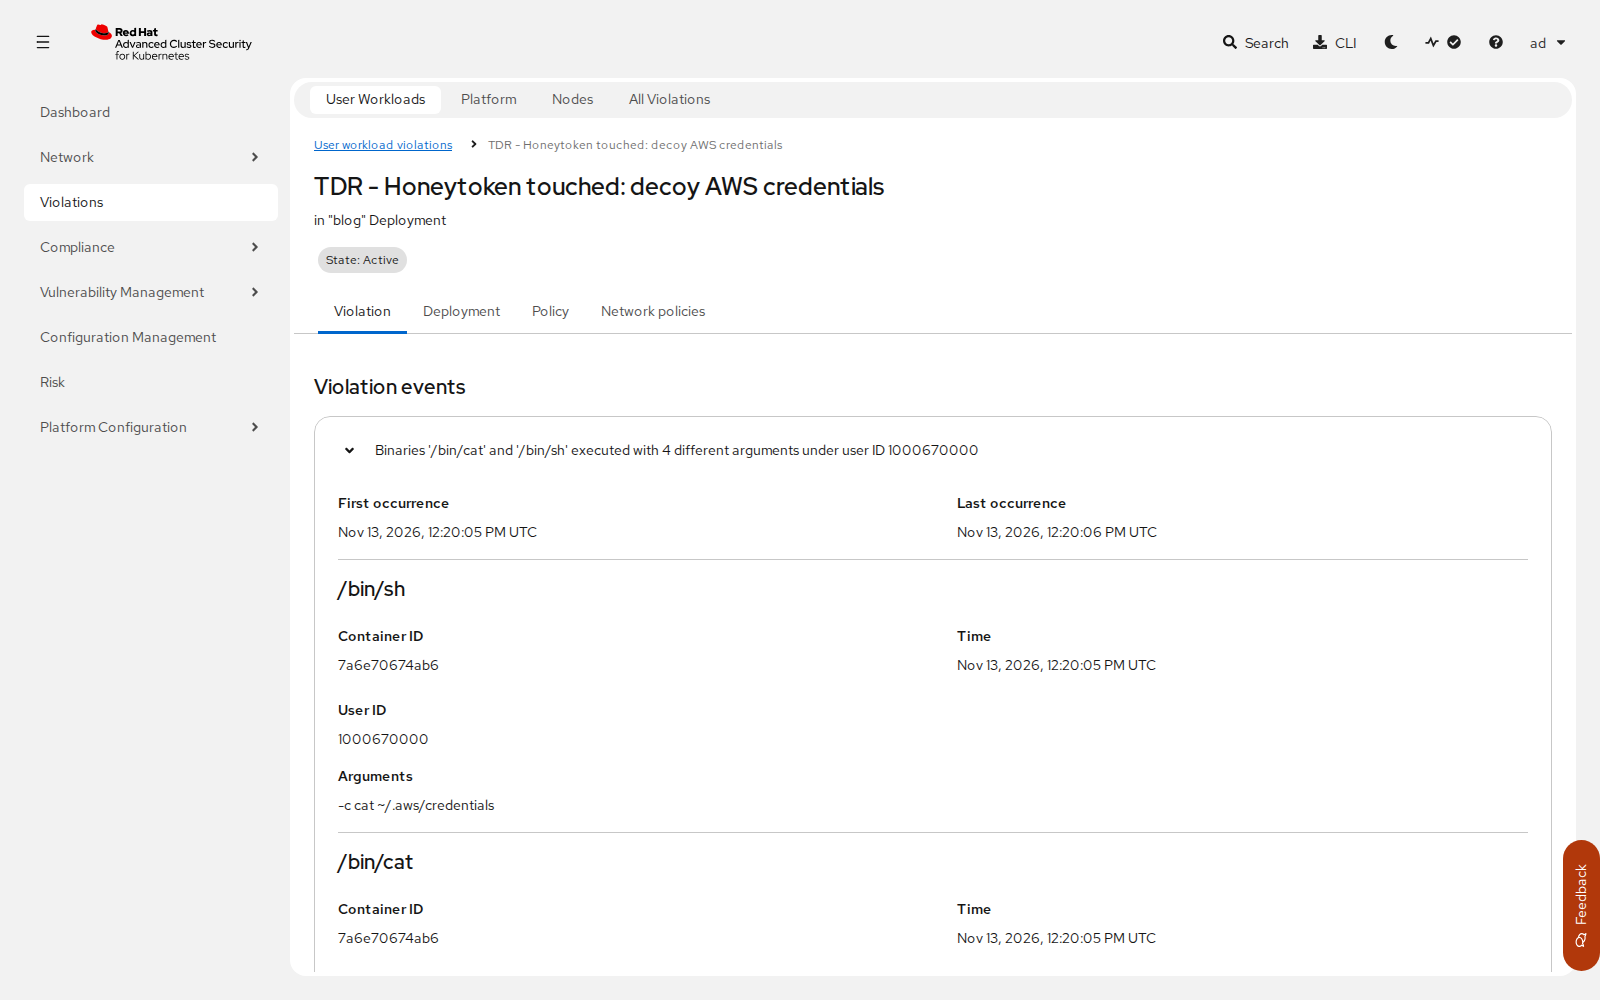 Red Hat
Advanced Cluster Security
for Kubernetes
Search
CLI
ad
Dashboard
Network
Violations
Compliance
Vulnerability Management
Configuration Management
Risk
Platform Configuration
User Workloads
Platform
Nodes
All Violations
User workload violations
TDR - Honeytoken touched: decoy AWS credentials
TDR - Honeytoken touched: decoy AWS credentials
in "blog" Deployment
State: Active
Violation
Deployment
Policy
Network policies
Violation events
Binaries '/bin/cat' and '/bin/sh' executed with 4 different arguments under user ID 1000670000
First occurrence
Nov 13, 2026, 12:20:05 PM UTC
Last occurrence
Nov 13, 2026, 12:20:06 PM UTC
/bin/sh
Container ID
7a6e70674ab6
Time
Nov 13, 2026, 12:20:05 PM UTC
User ID
1000670000
Arguments
-c cat ~/.aws/credentials
/bin/cat
Container ID
7a6e70674ab6
Time
Nov 13, 2026, 12:20:05 PM UTC
Feedback